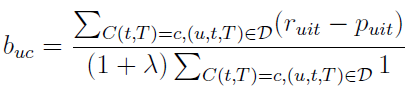 b_{uc} = \frac{\sum_{C(t,T)=c,(u,t,T)\in\mathcal{D}}(r_{uit} - p_{uit})}{(1+\lambda)\sum_{C(t,T)=c,(u,t,T)\in\mathcal{D}} 1}